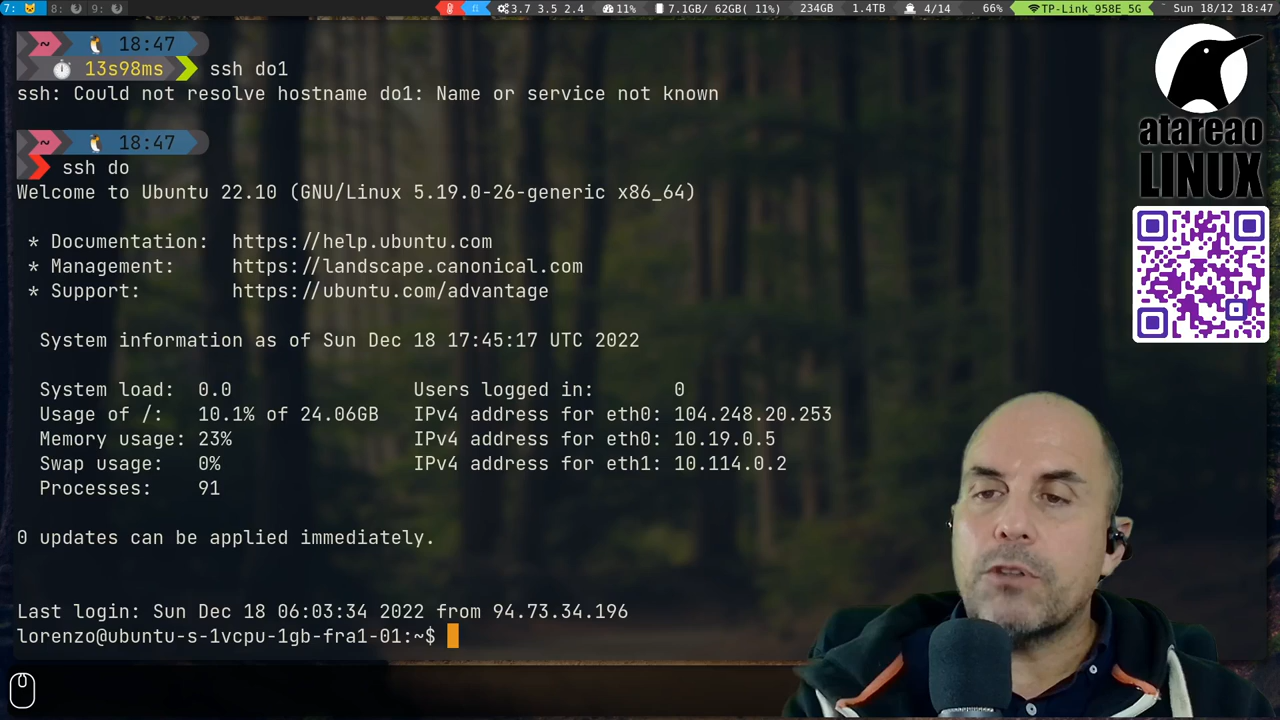 7: 8: 9: 3.7 3.5 2.4 11% 7.1GB/ 62GB( 11%) 234GB 1.4TB 4/14 66% TP-Link 958E 5G Sun 18/12 18:47
~ 18:47
13s98ms ssh do1
ssh: Could not resolve hostname do1: Name or service not known
~ 18:47
ssh do
Welcome to Ubuntu 22.10 (GNU/Linux 5.19.0-26-generic x86_64)
* Documentation: https://help.ubuntu.com
* Management: https://landscape.canonical.com
* Support: https://ubuntu.com/advantage
System information as of Sun Dec 18 17:45:17 UTC 2022
System load: 0.0 Users logged in: 0
Usage of /: 10.1% of 24.06GB IPv4 address for eth0: 104.248.20.253
Memory usage: 23% IPv4 address for eth0: 10.19.0.5
Swap usage: 0% IPv4 address for eth1: 10.114.0.2
Processes: 91
0 updates can be applied immediately.
Last login: Sun Dec 18 06:03:34 2022 from 94.73.34.196
lorenzo@ubuntu-s-1vcpu-1gb-fra1-01:~$
atareao
LINUX